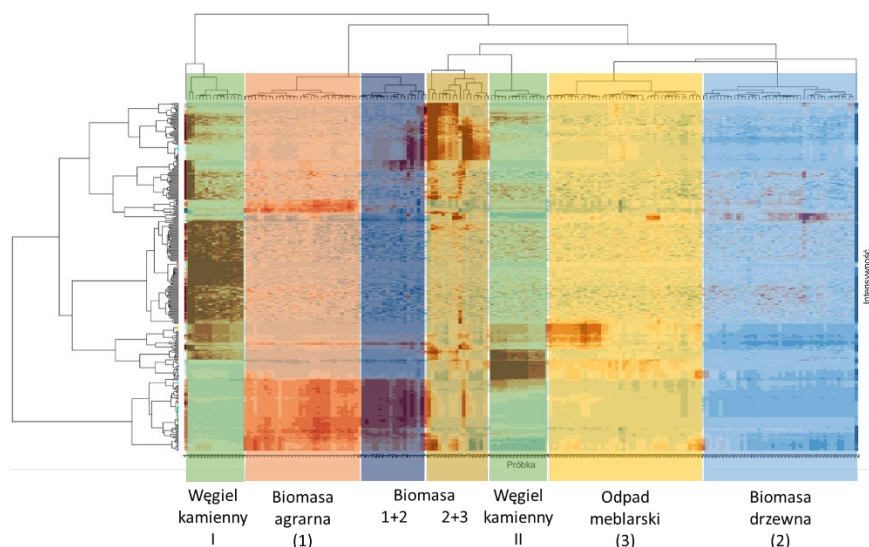 Intensywność
Próbka
Węgiel
kamienny
I
Biomasa
agrarna
(1)
Biomasa
1+2 2+3
Węgiel
kamienny
II
Odpad
meblarski
(3)
Biomasa
drzewna
(2)